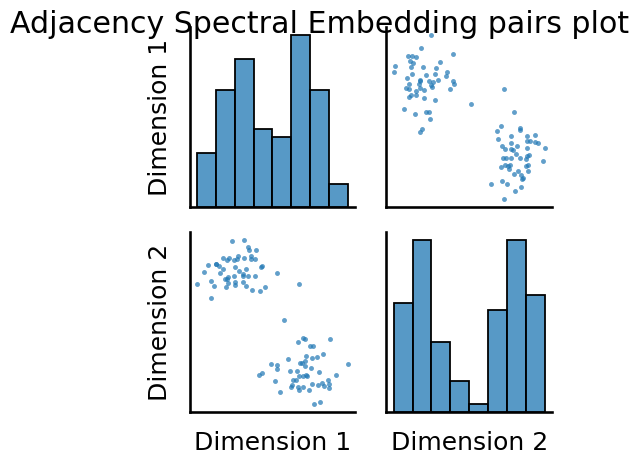 Adjacency Spectral Embedding pairs plot
Dimension 1
Dimension 2
Dimension 1
Dimension 2